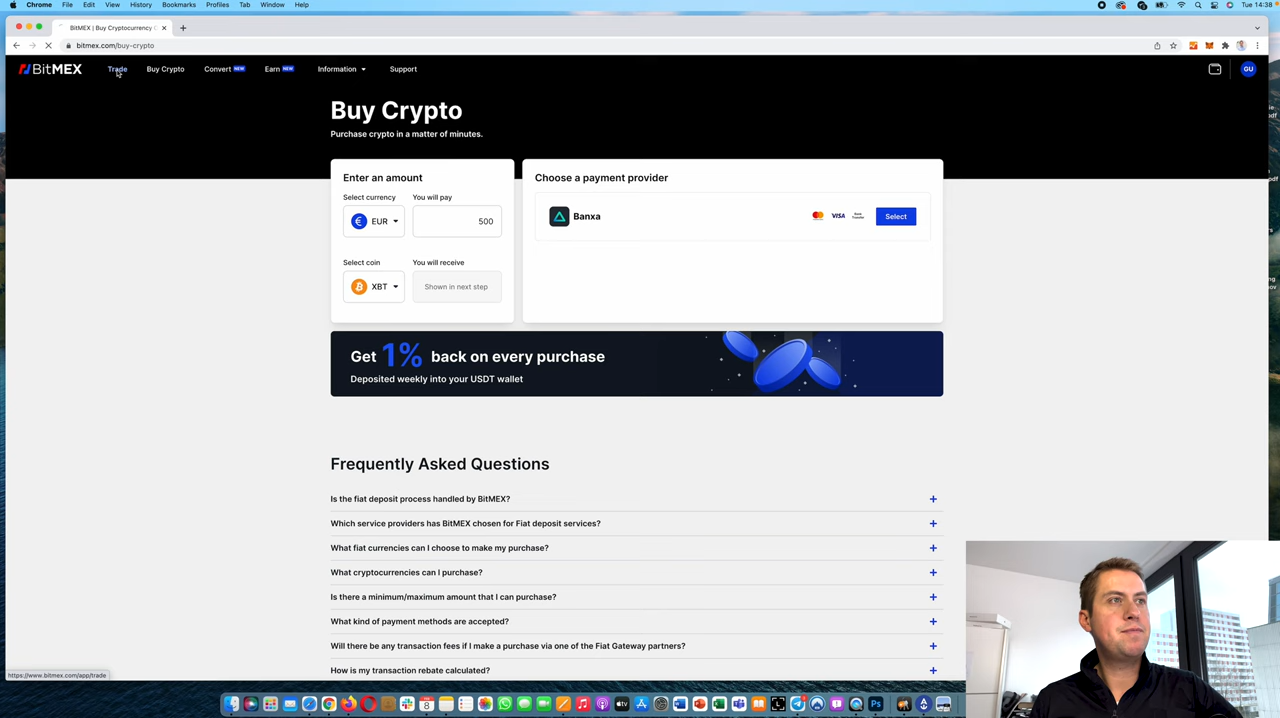 Chrome File Edit View History Bookmarks Profiles Tab Window Help Tue 14:38
BitMEX | Buy Cryptocurrency
bitmex.com/buy-crypto
BitMEX Trade Buy Crypto Convert NEW Earn NEW Information Support GU
Buy Crypto
Purchase crypto in a matter of minutes.
Enter an amount
Select currency You will pay
EUR 500
Select coin You will receive
XBT Shown in next step
Choose a payment provider
Banxa VISA Bank Transfer Select
Get 1% back on every purchase
Deposited weekly into your USDT wallet
Frequently Asked Questions
Is the fiat deposit process handled by BitMEX?
Which service providers has BitMEX chosen for Fiat deposit services?
What fiat currencies can I choose to make my purchase?
What cryptocurrencies can I purchase?
Is there a minimum/maximum amount that I can purchase?
What kind of payment methods are accepted?
Will there be any transaction fees if I make a purchase via one of the Fiat Gateway partners?
How is my transaction rebate calculated?
https://www.bitmex.com/app/trade